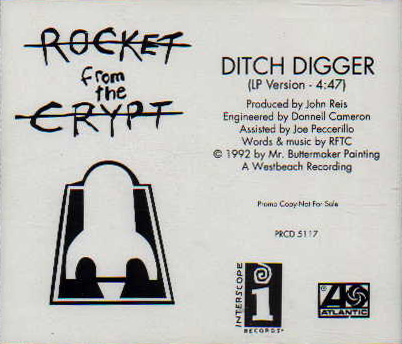 ROCKET
from
the
CRYPT
DITCH DIGGER
(LP Version - 4:47)
Produced by John Reis
Engineered by Donnell Cameron
Assisted by Joe Peccerillo
Words & music by RFTC
© 1992 by Mr. Buttermaker Painting
A Westbeach Recording
Promo Copy-Not For Sale
PRCD 5117
INTERSCOPE
i
RECORDS
ATLANTIC